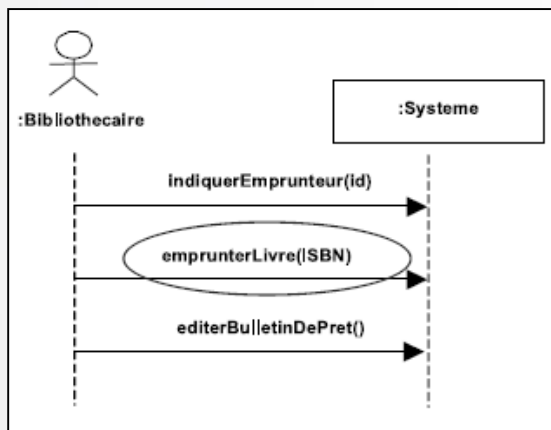 :Bibliothecaire
:Systeme
indiquerEmprunteur(id)
emprunterLivre(ISBN)
editerBulletinDePret()